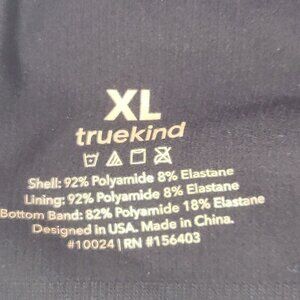 XL
truekind
Shell: 92% Polyamide 8% Elastane
Lining: 92% Polyamide 8% Elastane
Bottom Band: 82% Polyamide 18% Elastane
Designed in USA. Made in China.
#10024 | RN #156403